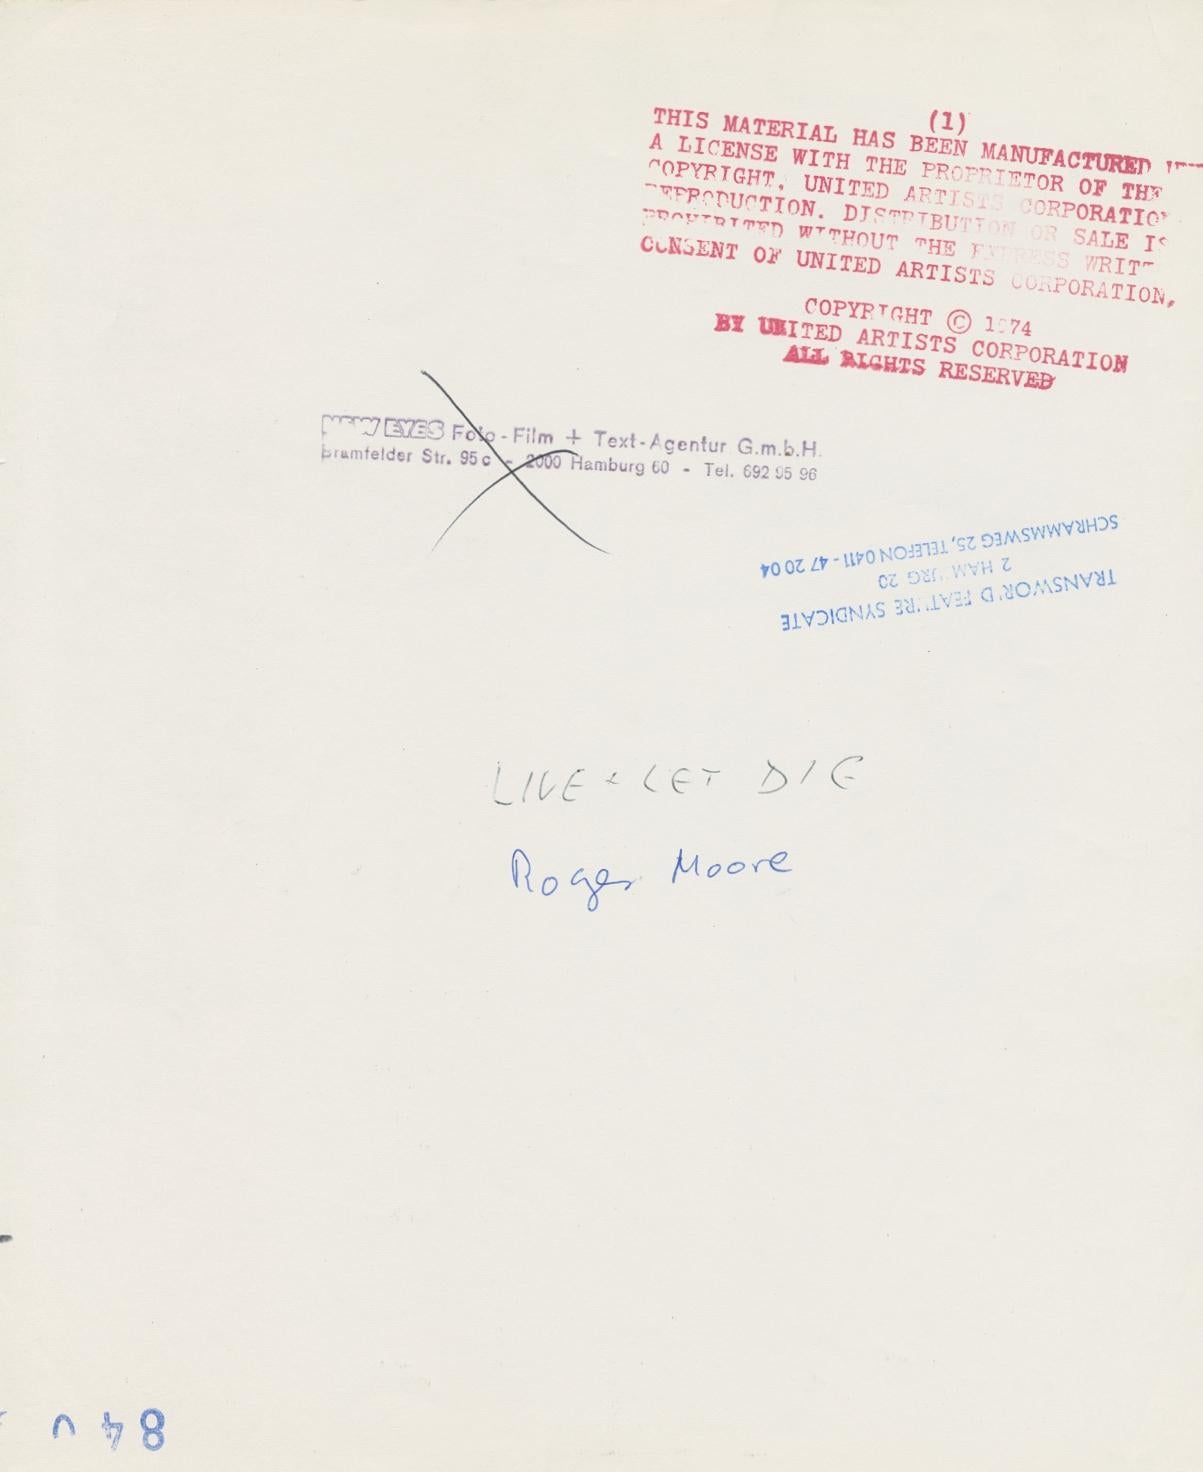 (1)
THIS MATERIAL HAS BEEN MANUFACTURED
A LICENSE WITH THE PROPRIETOR OF THE
COPYRIGHT, UNITED ARTISTS CORPORATION
REPRODUCTION, DISTRIBUTION OR SALE IS
PROHIBITED WITHOUT THE EXPRESS WRIT
CONSENT OF UNITED ARTISTS CORPORATION,
COPYRIGHT © 1974
BY UNITED ARTISTS CORPORATION
ALL RIGHTS RESERVED
NEW EYES Foto-Film + Text-Agentur G.m.b.H.
Bramfelder Str. 95c - 2000 Hamburg 60 - Tel. 692 95 96
TRANSWORLD FEATURE SYNDICATE
2 HAMBURG 20
SCHRAMMSWEG 25, TELEFON 0411 - 47 20 04
LIVE + LET DIE
Roger Moore